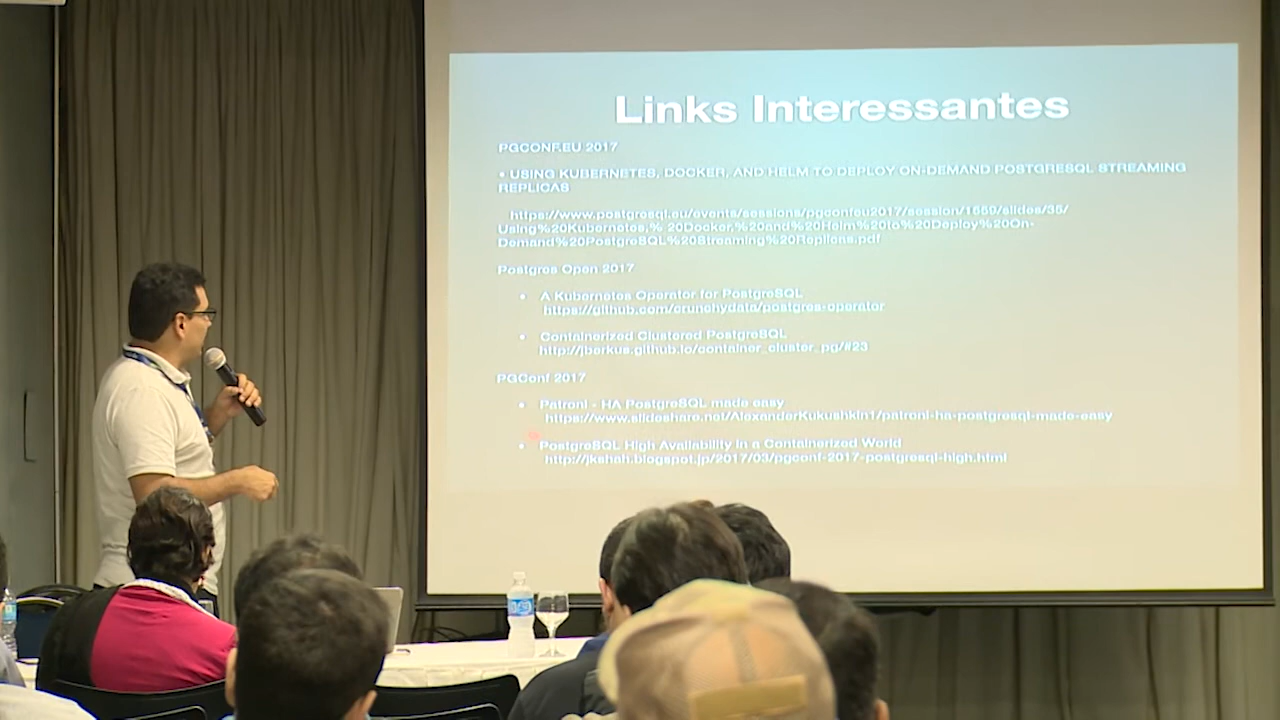 Links Interessantes
PGCONF.EU 2017
• USING KUBERNETES, DOCKER, AND HELM TO DEPLOY ON-DEMAND POSTGRESQL STREAMING
REPLICAS
https://www.postgresql.eu/events/sessions/pgconfeu2017/session/1559/slides/35/
Using%20Kubernetes,% 20Docker,%20and%20Helm%20to%20Deploy%20On-
Demand%20PostgreSQL%20Streaming%20Replicas.pdf
Postgres Open 2017
• A Kubernetes Operator for PostgreSQL
https://github.com/crunchydata/postgres-operator
• Containerized Clustered PostgreSQL
http://jberkus.github.io/container_cluster_pg/#23
PGConf 2017
• Patroni - HA PostgreSQL made easy
https://www.slideshare.net/AlexanderKukushkin1/patroni-ha-postgresql-made-easy
• PostgreSQL High Availability in a Containerized World
http://jkshah.blogspot.jp/2017/03/pgconf-2017-postgresql-high.html